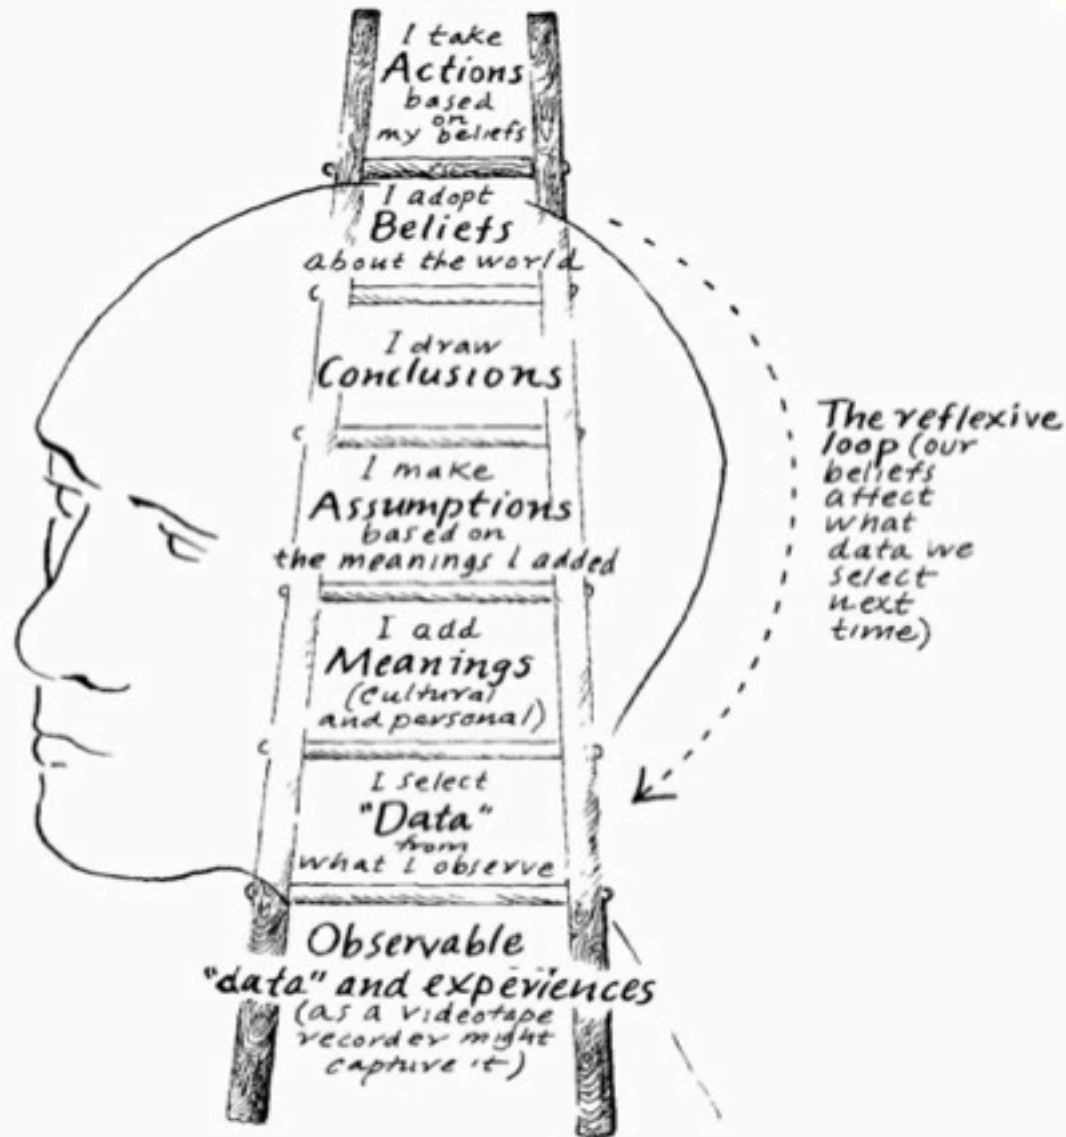 I take
Actions
based
on
my beliefs
I adopt
Beliefs
about the world
I draw
Conclusions
I make
Assumptions
based on
the meanings I added
I add
Meanings
(cultural
and personal)
I select
"Data"
from
what I observe
Observable
"data" and experiences
(as a videotape
recorder might
capture it)
The reflexive
loop (our
beliefs
affect
what
data we
select
next
time)